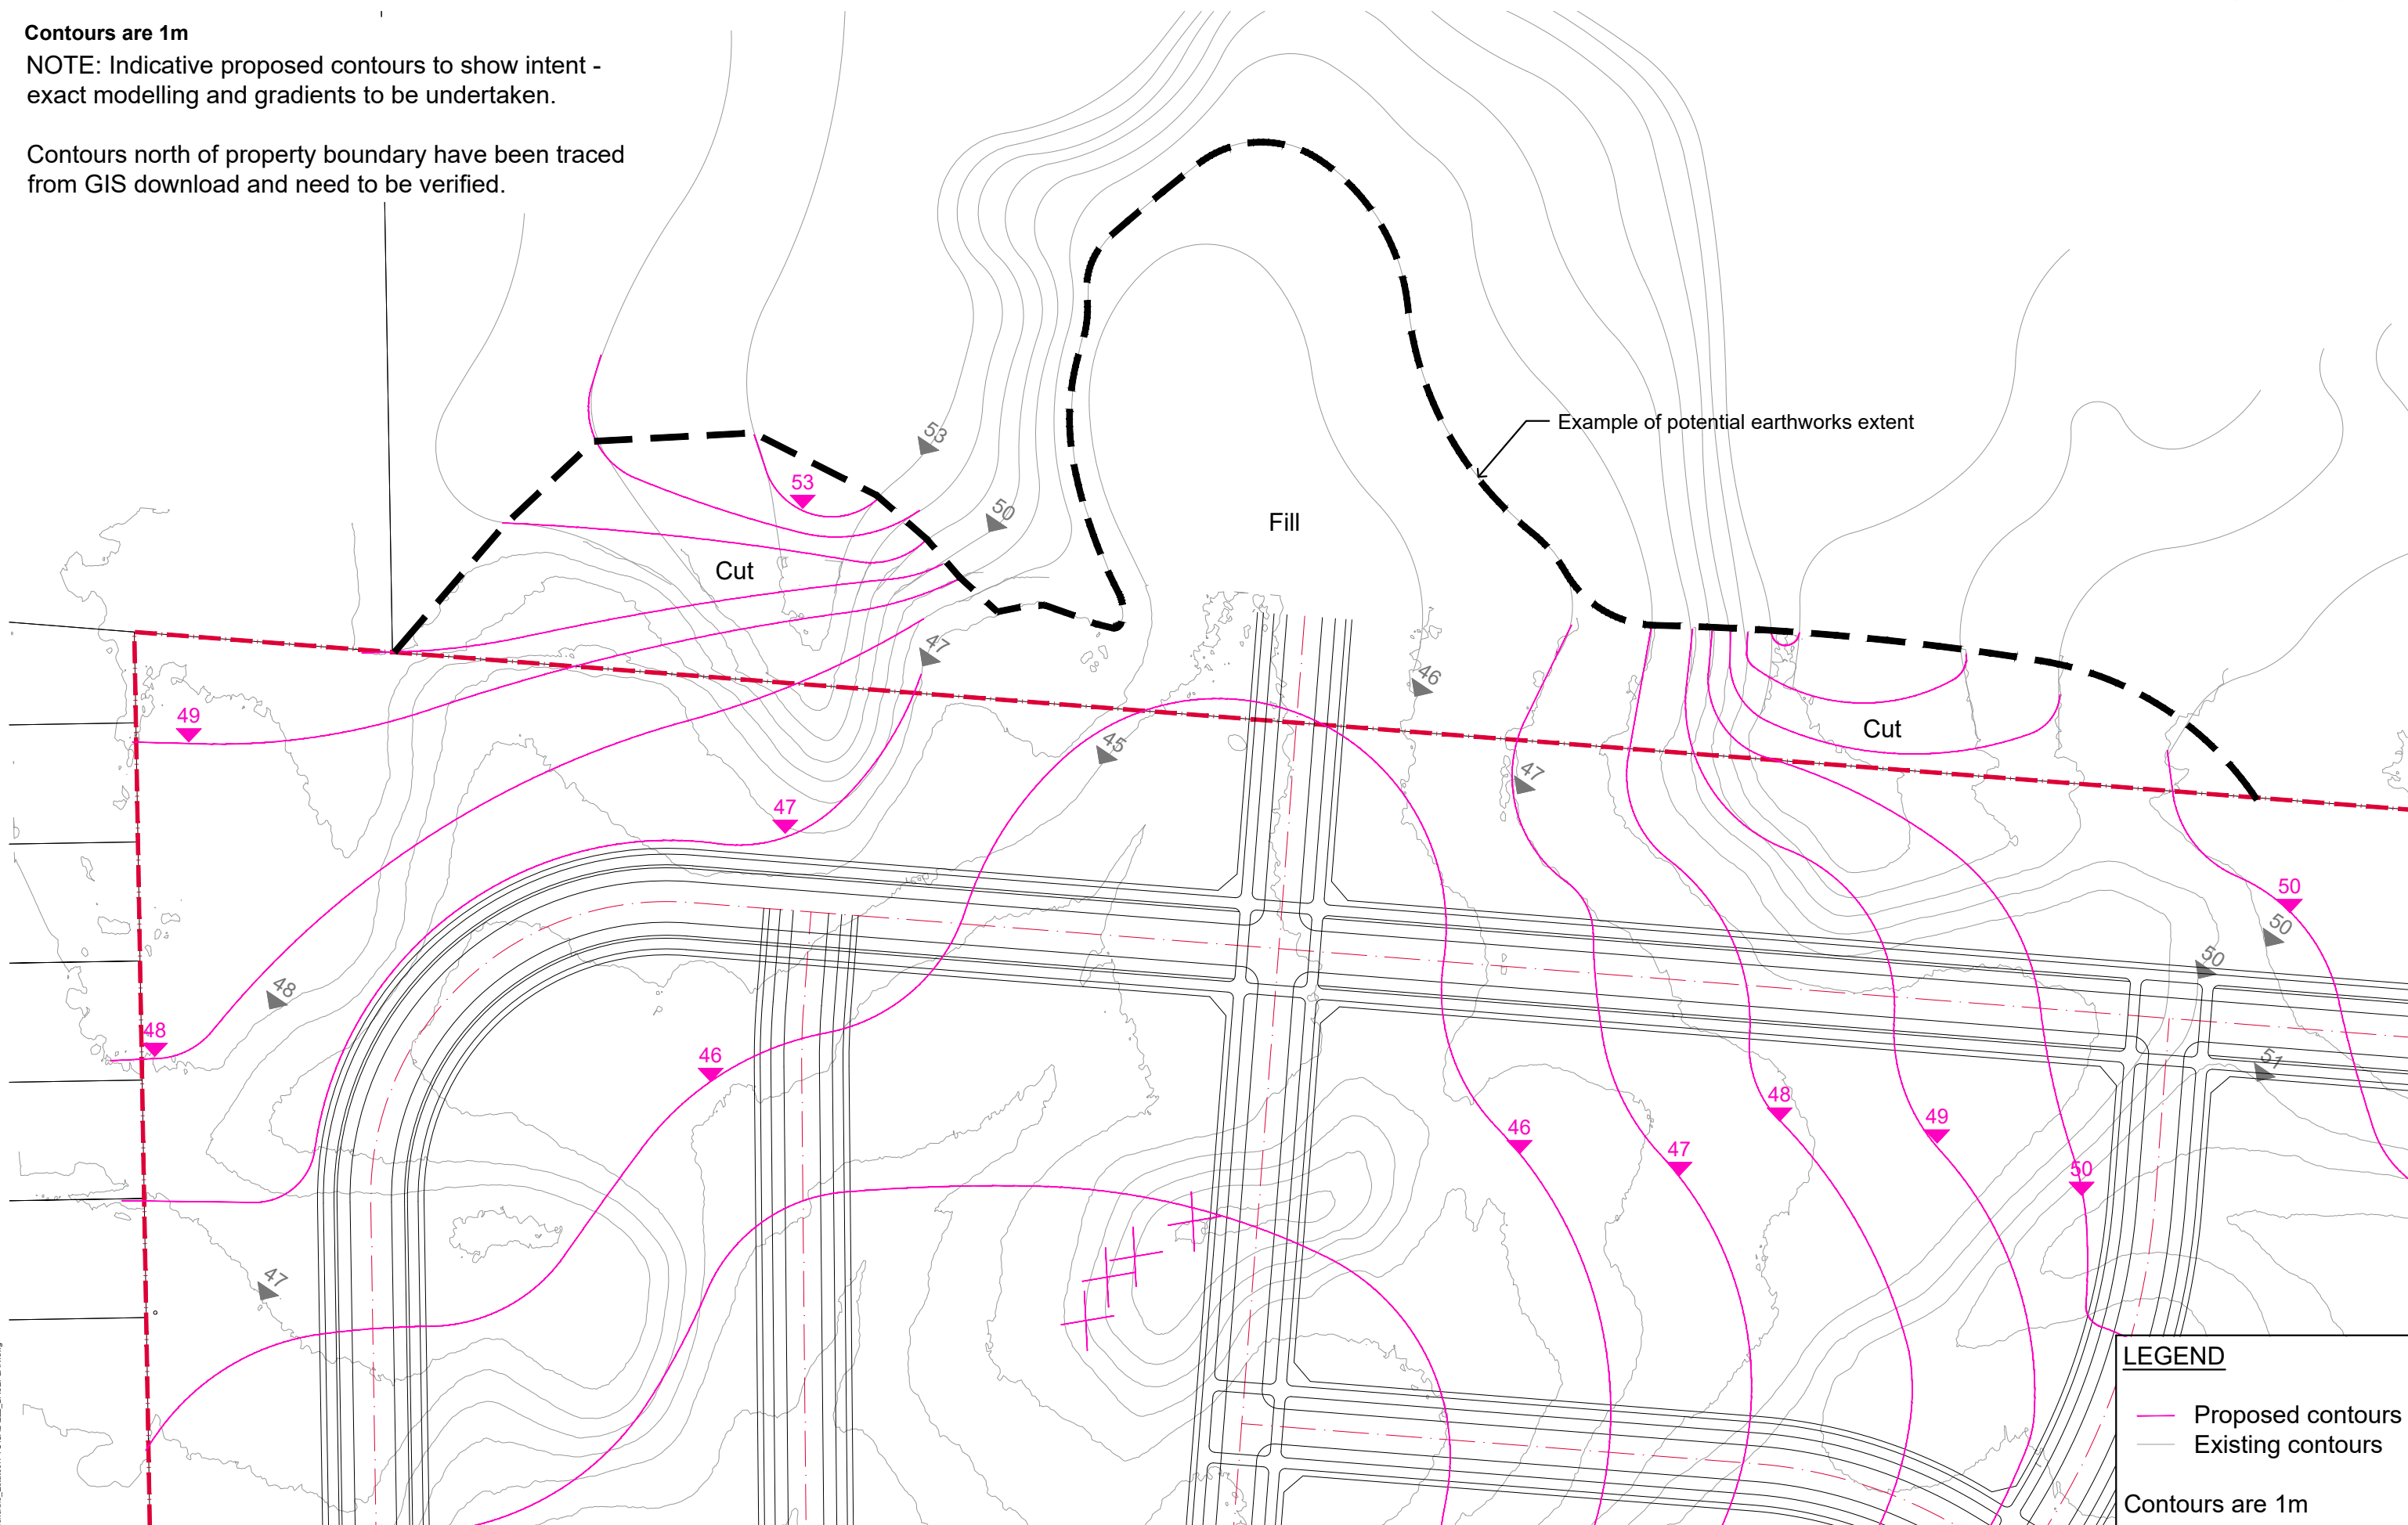 Contours are 1m
NOTE: Indicative proposed contours to show intent -
exact modelling and gradients to be undertaken.
Contours north of property boundary have been traced
from GIS download and need to be verified.
Example of potential earthworks extent
53
53
50
Fill
Cut
47
46
49
45
47
Cut
47
50
50
50
48
48
46
51
48
49
46
47
50
47
LEGEND
Proposed contours
Existing contours
Contours are 1m